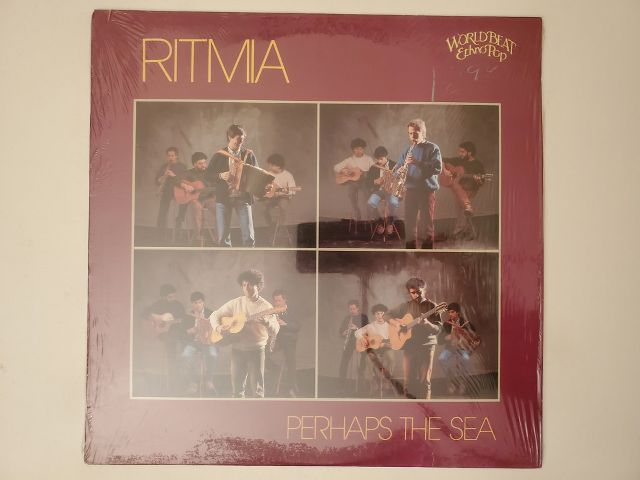 RITMIA
WORLD BEAT
Ethno Pop
PERHAPS THE SEA